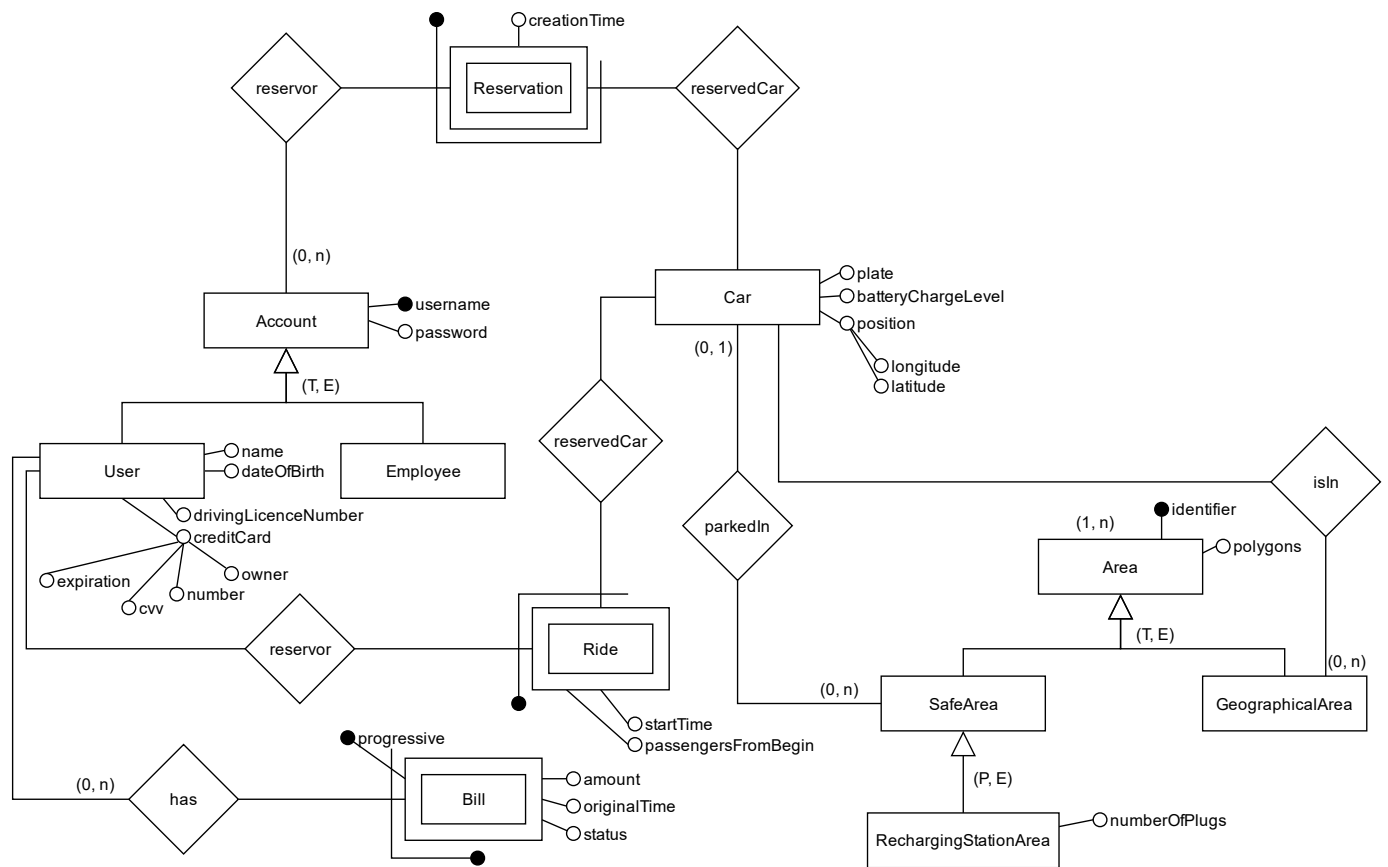 creationTime
reservor
Reservation
reservedCar
(0, n)
Car
plate
batteryChargeLevel
position
longitude
latitude
Account
username
password
(0, 1)
(T, E)
reservedCar
User
name
dateOfBirth
Employee
isIn
drivingLicenceNumber
creditCard
expiration
cvv
number
owner
parkedIn
identifier
(1, n)
polygons
Area
reservor
Ride
(T, E)
(0, n)
(0, n)
SafeArea
GeographicalArea
startTime
passengersFromBegin
progressive
(0, n)
has
Bill
amount
originalTime
status
(P, E)
RechargingStationArea
numberOfPlugs